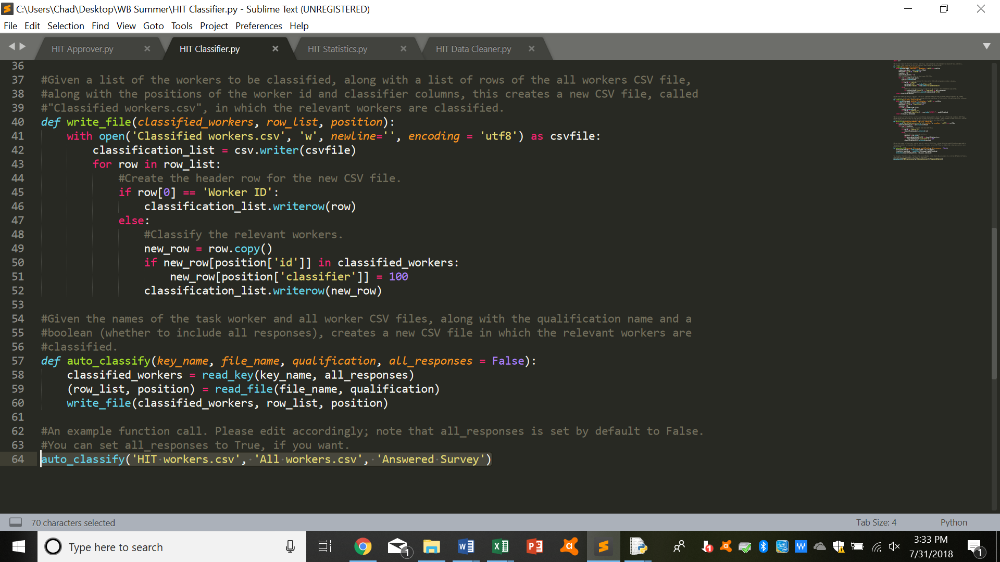 C:\Users\Chad\Desktop\WB Summer\HIT Classifier.py - Sublime Text (UNREGISTERED)
File Edit Selection Find View Goto Tools Project Preferences Help
HIT Approver.py HIT Classifier.py HIT Statistics.py HIT Data Cleaner.py
36
37 #Given a list of the workers to be classified, along with a list of rows of the all workers CSV file,
38 #along with the positions of the worker id and classifier columns, this creates a new CSV file, called
39 #"Classified workers.csv", in which the relevant workers are classified.
40 def write_file(classified_workers, row_list, position):
41 with open('Classified workers.csv', 'w', newline='', encoding = 'utf8') as csvfile:
42 classification_list = csv.writer(csvfile)
43 for row in row_list:
44 #Create the header row for the new CSV file.
45 if row[0] == 'Worker ID':
46 classification_list.writerow(row)
47 else:
48 #Classify the relevant workers.
49 new_row = row.copy()
50 if new_row[position['id']] in classified_workers:
51 new_row[position['classifier']] = 100
52 classification_list.writerow(new_row)
53
54 #Given the names of the task worker and all worker CSV files, along with the qualification name and a
55 #boolean (whether to include all responses), creates a new CSV file in which the relevant workers are
56 #classified.
57 def auto_classify(key_name, file_name, qualification, all_responses = False):
58 classified_workers = read_key(key_name, all_responses)
59 (row_list, position) = read_file(file_name, qualification)
60 write_file(classified_workers, row_list, position)
61
62 #An example function call. Please edit accordingly; note that all_responses is set by default to False.
63 #You can set all_responses to True, if you want.
64 auto_classify('HIT workers.csv', 'All workers.csv', 'Answered Survey')
70 characters selected Tab Size: 4 Python
Type here to search
3:33 PM
7/31/2018